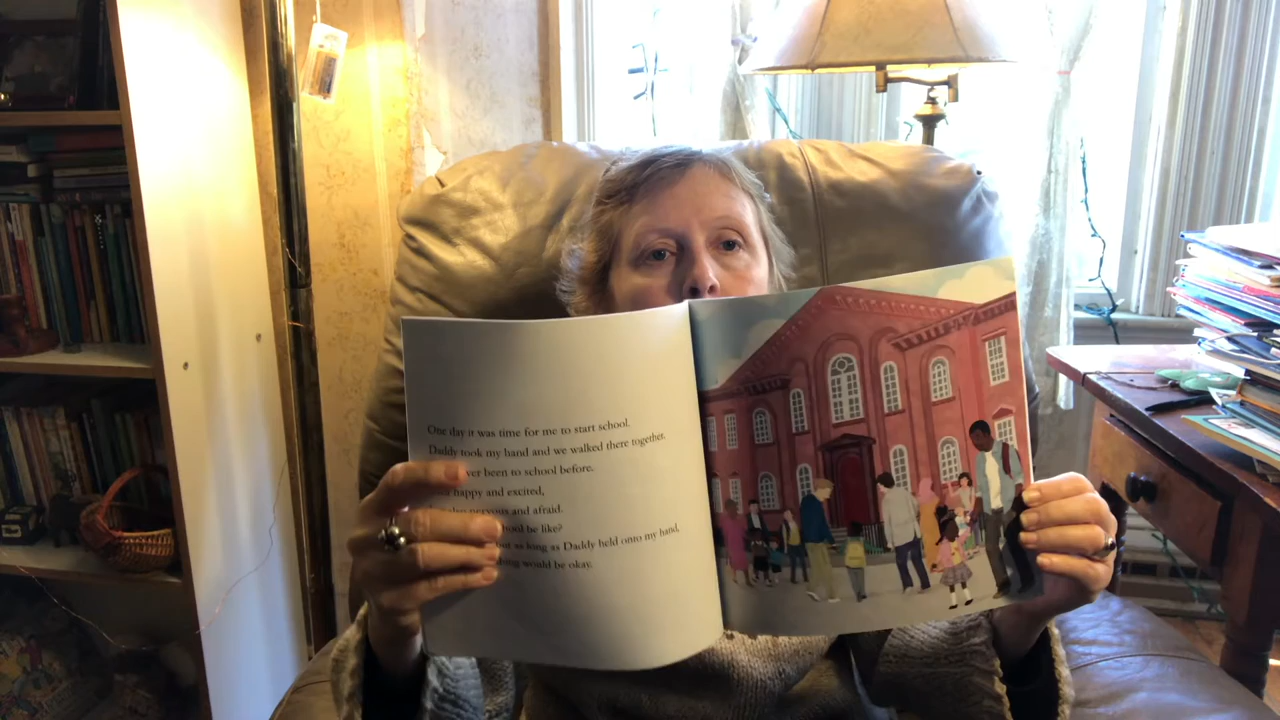 One day it was time for me to start school.
Daddy took my hand and we walked there together.
ver been to school before.
happy and excited,
nervous and afraid.
hool be like?
as long as Daddy held onto my hand,
would be okay.